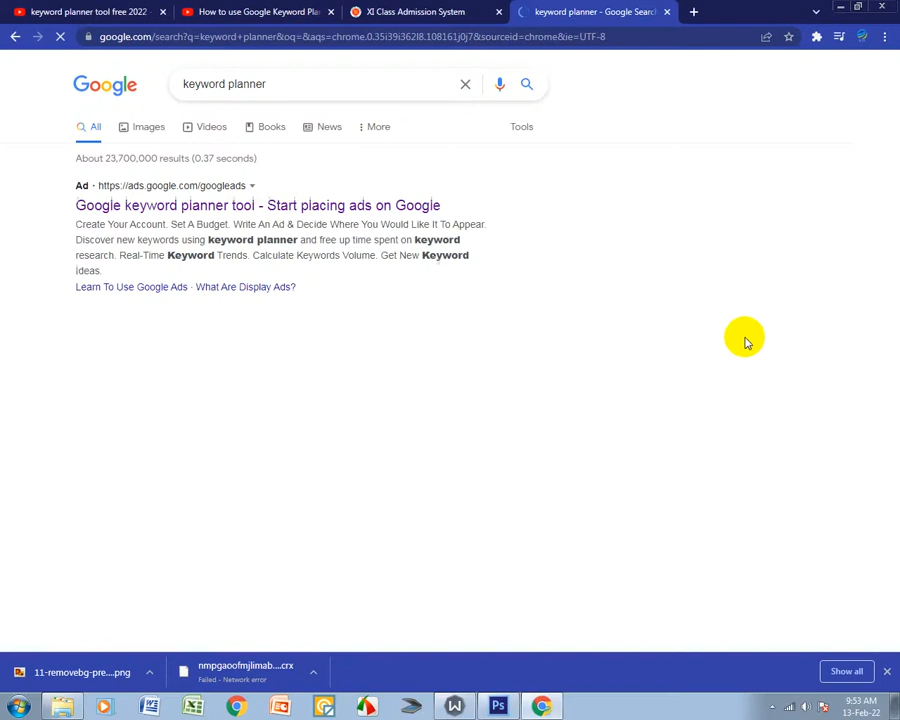 keyword planner tool free 2022 -
How to use Google Keyword Pla
XI Class Admission System
keyword planner - Google Search
google.com/search?q=keyword+planner&oq=&aqs=chrome.0.35i39i362l8.108161j0j7&sourceid=chrome&ie=UTF-8
Google
keyword planner
All
Images
Videos
Books
News
More
Tools
About 23,700,000 results (0.37 seconds)
Ad · https://ads.google.com/googleads
Google keyword planner tool - Start placing ads on Google
Create Your Account. Set A Budget. Write An Ad & Decide Where You Would Like It To Appear.
Discover new keywords using keyword planner and free up time spent on keyword
research. Real-Time Keyword Trends. Calculate Keywords Volume. Get New Keyword
ideas.
Learn To Use Google Ads · What Are Display Ads?
11-removebg-pre....png
nmpgaoofmjlimab....crx
Failed - Network error
Show all
Ps
9:53 AM
13-Feb-22